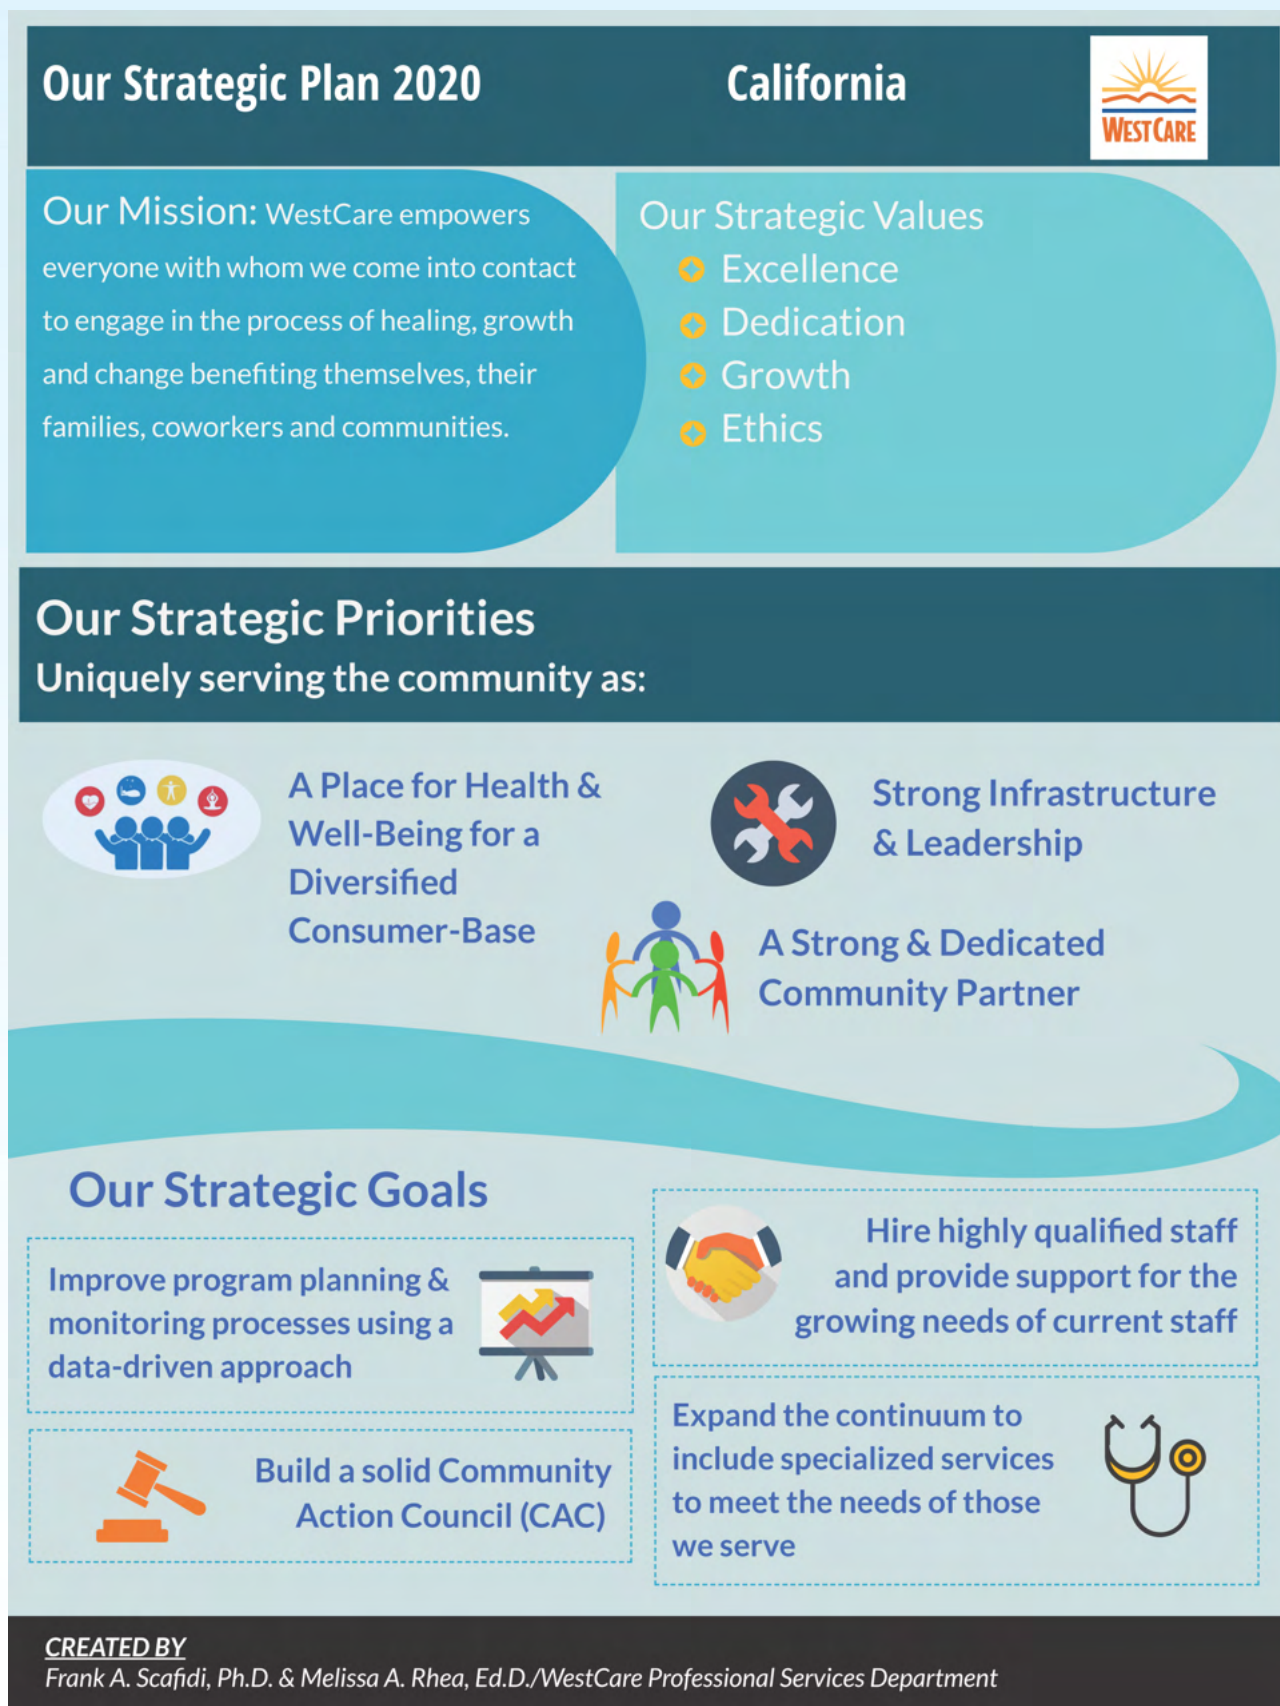 Our Strategic Plan 2020
California
WESTCARE
Our Mission: WestCare empowers
everyone with whom we come into contact
to engage in the process of healing, growth
and change benefiting themselves, their
families, coworkers and communities.
Our Strategic Values
Excellence
Dedication
Growth
Ethics
Our Strategic Priorities
Uniquely serving the community as:
A Place for Health &
Well-Being for a
Diversified
Consumer-Base
Strong Infrastructure
& Leadership
A Strong & Dedicated
Community Partner
Our Strategic Goals
Improve program planning &
monitoring processes using a
data-driven approach
Build a solid Community
Action Council (CAC)
Hire highly qualified staff
and provide support for the
growing needs of current staff
Expand the continuum to
include specialized services
to meet the needs of those
we serve
CREATED BY
Frank A. Scafidi, Ph.D. & Melissa A. Rhea, Ed.D./WestCare Professional Services Department